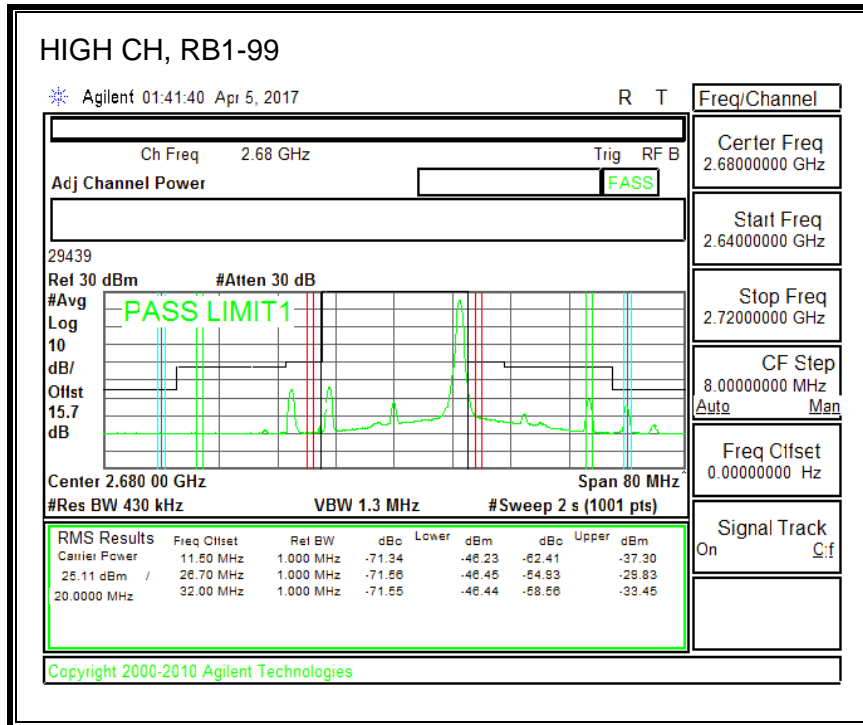 HIGH CH, RB1-99
Agilent 01:41:40 Apr 5, 2017 R T
Freq/Channel
Ch Freq 2.68 GHz Trig RF B
Adj Channel Power PASS
Center Freq
2.68000000 GHz
Start Freq
2.64000000 GHz
Stop Freq
2.72000000 GHz
CF Step
8.00000000 MHz
Auto Man
Freq Offset
0.00000000 Hz
Signal Track
On Off
29439
Ref 30 dBm #Atten 30 dB
#Avg
Log
10
dB/
Offst
15.7
dB
PASS LIMIT1
Center 2.680 00 GHz Span 80 MHz
#Res BW 430 kHz VBW 1.3 MHz #Sweep 2 s (1001 pts)
RMS Results Freq Offset Ref BW dBc Lower dBm dBc Upper dBm
Carrier Power 11.50 MHz 1.000 MHz -71.34 -46.23 -62.41 -37.30
25.11 dBm / 26.70 MHz 1.000 MHz -71.56 -46.45 -54.93 -29.83
20.0000 MHz 32.00 MHz 1.000 MHz -71.55 -46.44 -58.56 -33.45
Copyright 2000-2010 Agilent Technologies